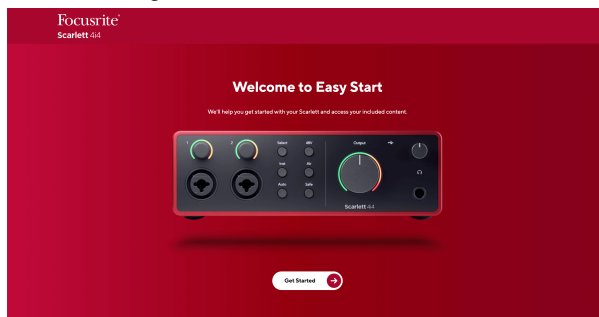 Focusrite®
Scarlett 4i4
Welcome to Easy Start
We'll help you get started with your Scarlett and access your included content.
1 2 Select 48V Output
Inst Air
Auto Safe
Scarlett 4i4
Get Started